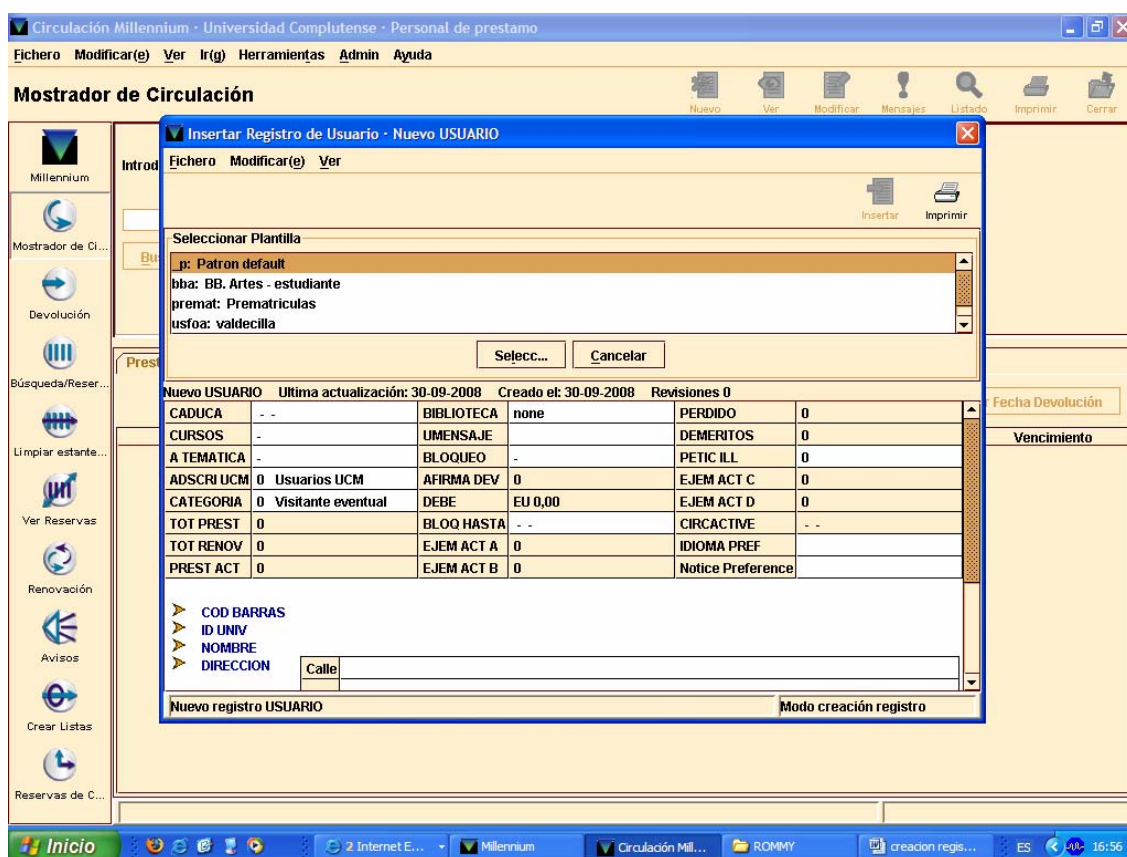 Circulación Millennium · Universidad Complutense · Personal de prestamo
Fichero Modificar(e) Ver Ir(g) Herramientas Admin Ayuda
Mostrador de Circulación
Nuevo Ver Modificar Mensajes Listado Imprimir Cerrar
Millennium
Mostrador de Ci...
Devolución
Búsqueda/Reser...
Limpiar estante...
Ver Reservas
Renovación
Avisos
Crear Listas
Reservas de C...
Introd
Bu
Prest
Fecha Devolución
Vencimiento
Insertar Registro de Usuario · Nuevo USUARIO
Fichero Modificar(e) Ver
Insertar Imprimir
Seleccionar Plantilla
_p: Patron default
bba: BB. Artes - estudiante
premat: Prematriculas
usfoa: valdecilla
Selecc... Cancelar
Nuevo USUARIO Ultima actualización: 30-09-2008 Creado el: 30-09-2008 Revisiones 0
CADUCA - - BIBLIOTECA none PERDIDO 0
CURSOS - UMENSAJE DEMERITOS 0
A TEMATICA - BLOQUEO - PETIC ILL 0
ADSCRI UCM 0 Usuarios UCM AFIRMA DEV 0 EJEM ACT C 0
CATEGORIA 0 Visitante eventual DEBE EU 0,00 EJEM ACT D 0
TOT PREST 0 BLOQ HASTA - - CIRCACTIVE - -
TOT RENOV 0 EJEM ACT A 0 IDIOMA PREF
PREST ACT 0 EJEM ACT B 0 Notice Preference
COD BARRAS
ID UNIV
NOMBRE
DIRECCION Calle
Nuevo registro USUARIO Modo creación registro
Inicio 2 Internet E... Millennium Circulación Mill... ROMMY creacion regis... ES 16:56